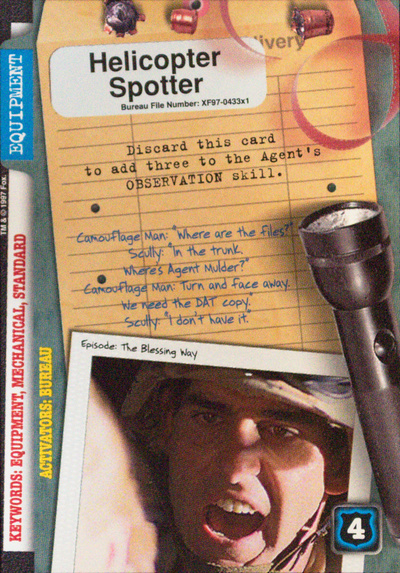 Helicopter
Spotter
Bureau File Number: XF97-0433x1
EQUIPMENT
Discard this card
to add three to the Agent's
OBSERVATION skill.
Camouflage Man: "Where are the files?"
Scully: "In the trunk.
Where's Agent Mulder?"
Camouflage Man: Turn and face away.
We need the DAT copy."
Scully: "I don't have it."
Episode: The Blessing Way
TM & © 1997 Fox.
KEYWORDS: EQUIPMENT, MECHANICAL, STANDARD
ACTIVATORS: BUREAU
4